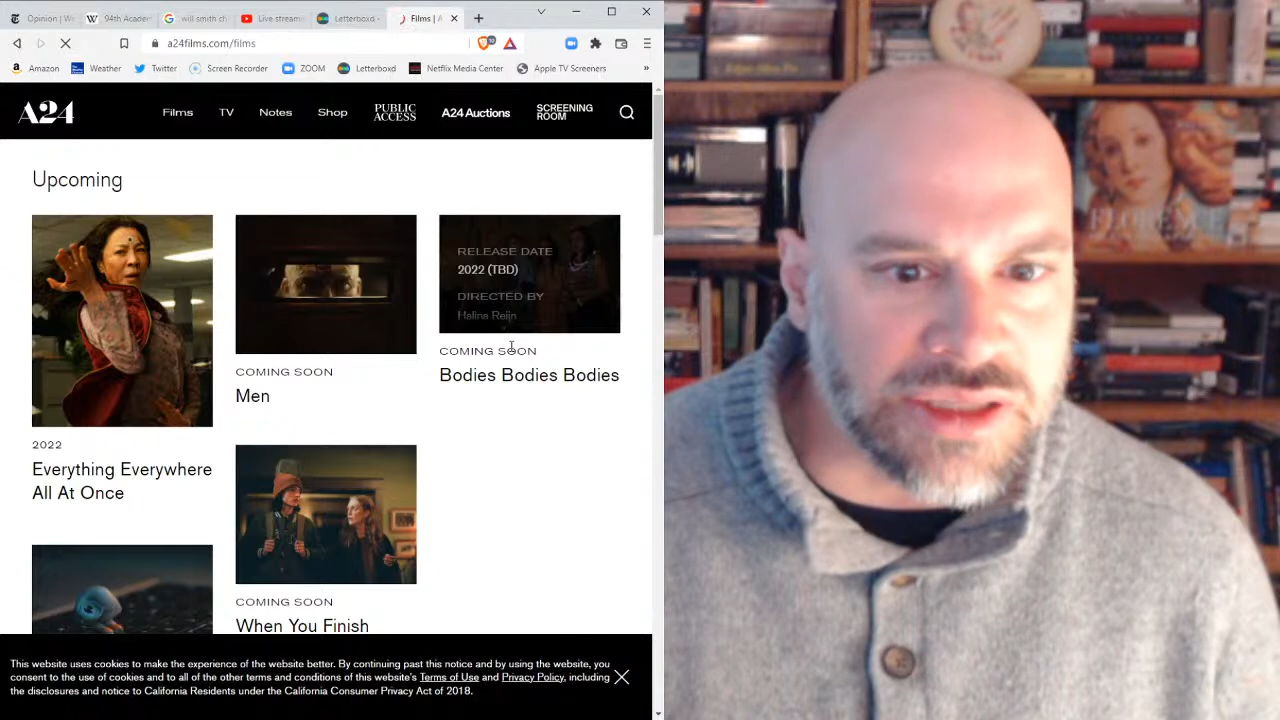 Opinion | W
94th Academ
will smith ch
Live stream
Letterboxd
Films | A
a24films.com/films
Amazon
Weather
Twitter
Screen Recorder
ZOOM
Letterboxd
Netflix Media Center
Apple TV Screeners
»
A24
Films
TV
Notes
Shop
PUBLIC
ACCESS
A24 Auctions
SCREENING
ROOM
Upcoming
RELEASE DATE
2022 (TBD)
DIRECTED BY
Halina Reijn
COMING SOON
Bodies Bodies Bodies
COMING SOON
Men
2022
Everything Everywhere
All At Once
COMING SOON
When You Finish
This website uses cookies to make the experience of the website better. By continuing past this notice and by using the website, you
consent to the use of cookies and to all of the other terms and conditions of this website's Terms of Use and Privacy Policy, including
the disclosures and notice to California Residents under the California Consumer Privacy Act of 2018.
FLORENCE